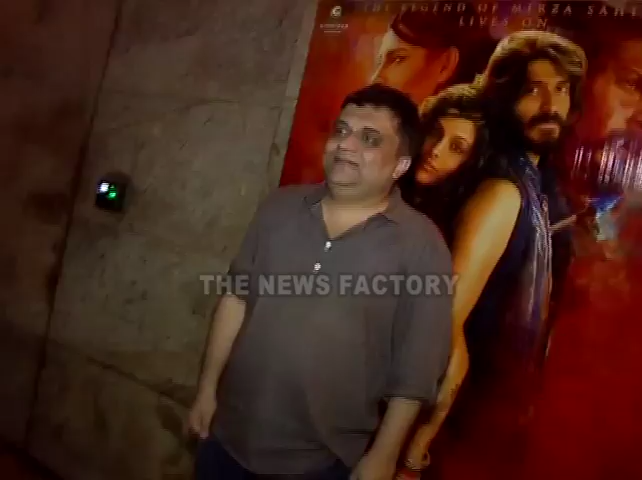 THE LEGEND OF MIRZA SAHI
LIVES ON
THE NEWS FACTORY